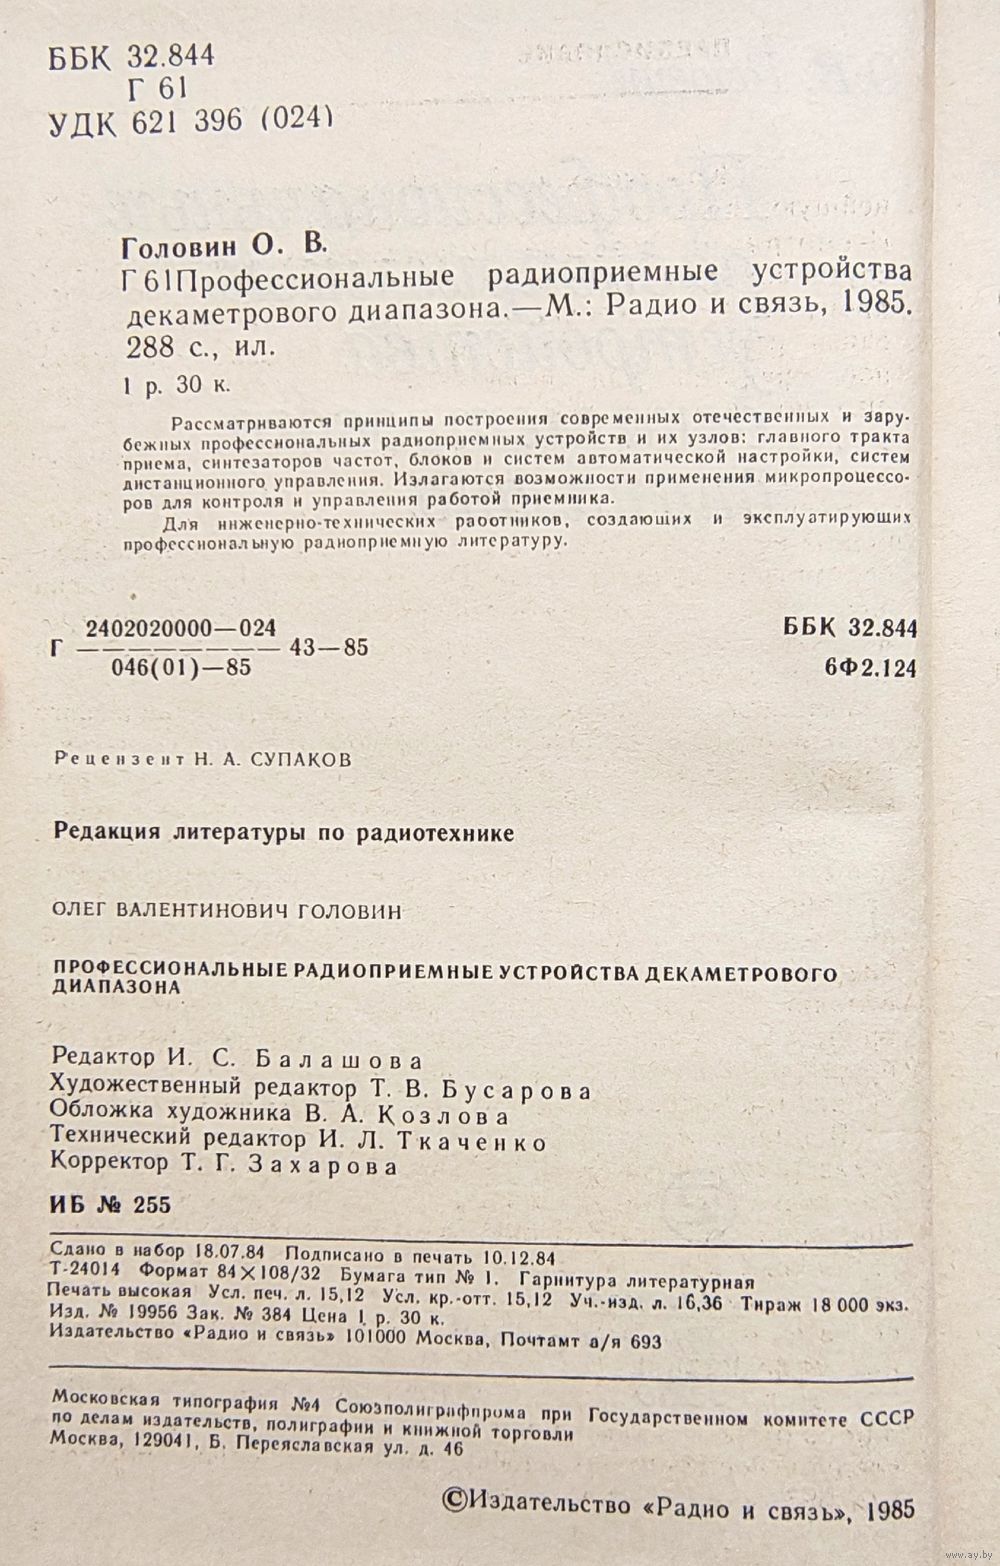 ББК 32.844
Г 61
УДК 621 396 (024)
Головин О. В.
Г 61Профессиональные радиоприемные устройства
декаметрового диапазона.—М.: Радио и связь, 1985.
288 с., ил.
1 р. 30 к.
Рассматриваются принципы построения современных отечественных и зару-
бежных профессиональных радиоприемных устройств и их узлов: главного тракта
приема, синтезаторов частот, блоков и систем автоматической настройки, систем
дистанционного управления. Излагаются возможности применения микропроцессо-
ров для контроля и управления работой приемника.
Для инженерно-технических работников, создающих и эксплуатирующих
профессиональную радиоприемную литературу.
2402020000—024
Г ————————— 43—85
046(01)—85
ББК 32.844
6Ф2.124
Рецензент Н. А. СУПАКОВ
Редакция литературы по радиотехнике
ОЛЕГ ВАЛЕНТИНОВИЧ ГОЛОВИН
ПРОФЕССИОНАЛЬНЫЕ РАДИОПРИЕМНЫЕ УСТРОЙСТВА ДЕКАМЕТРОВОГО
ДИАПАЗОНА
Редактор И. С. Балашова
Художественный редактор Т. В. Бусарова
Обложка художника В. А. Козлова
Технический редактор И. Л. Ткаченко
Корректор Т. Г. Захарова
ИБ № 255
Сдано в набор 18.07.84 Подписано в печать 10.12.84
Т-24014 Формат 84×108/32 Бумага тип № 1. Гарнитура литературная
Печать высокая Усл. печ. л. 15,12 Усл. кр.-отт. 15,12 Уч.-изд. л. 16,36 Тираж 18 000 экз.
Изд. № 19956 Зак. № 384 Цена 1 р. 30 к.
Издательство «Радио и связь» 101000 Москва, Почтамт а/я 693
Московская типография №4 Союзполиграфпрома при Государственном комитете СССР
по делам издательств, полиграфии и книжной торговли
Москва, 129041, Б. Переяславская ул. д. 46
©Издательство «Радио и связь», 1985
www.ay.by